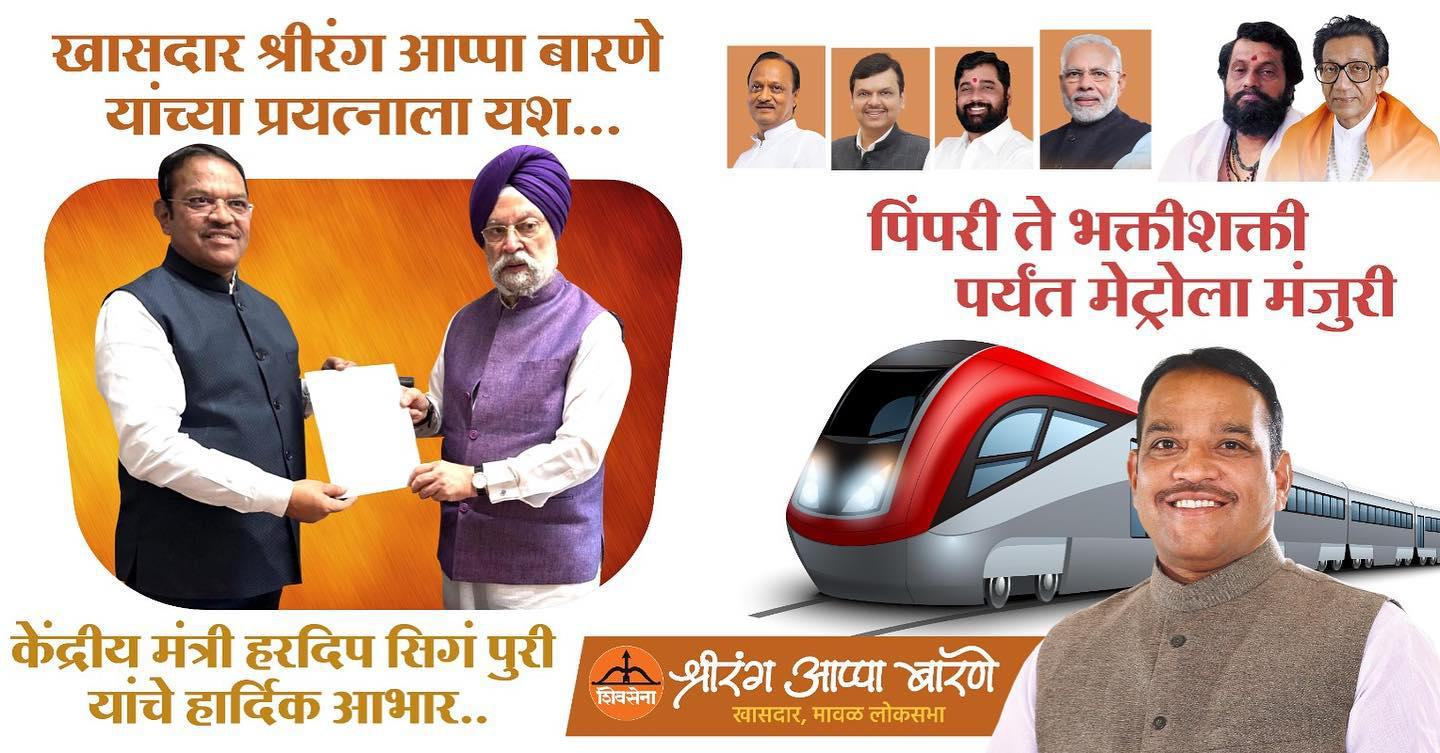 खासदार श्रीरंग आप्पा बारणे
यांच्या प्रयत्नाला यश...
पिंपरी ते भक्तीशक्ती
पर्यंत मेट्रोला मंजुरी
केंद्रीय मंत्री हरदिप सिगं पुरी
यांचे हार्दिक आभार..
शिवसेना
श्रीरंग आप्पा बारणे
खासदार, मावळ लोकसभा